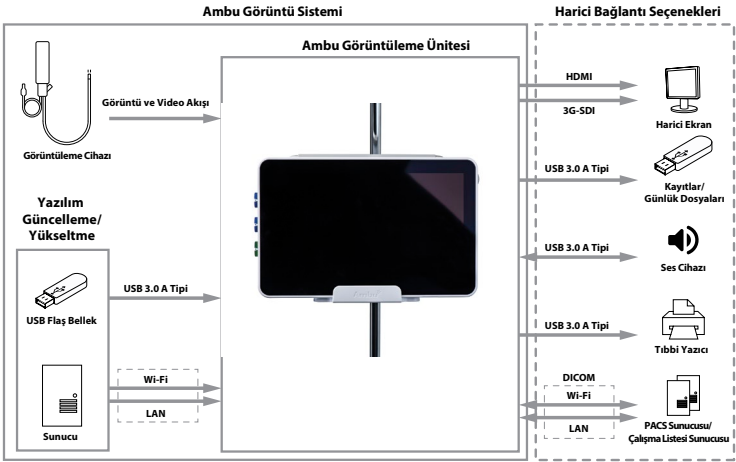 Ambu Görüntü Sistemi
Harici Bağlantı Seçenekleri
Ambu Görüntüleme Ünitesi
Görüntü ve Video Akışı
Görüntüleme Cihazı
Yazılım
Güncelleme/
Yükseltme
USB 3.0 A Tipi
USB Flaş Bellek
Wi-Fi
LAN
Sunucu
HDMI
3G-SDI
Harici Ekran
USB 3.0 A Tipi
Kayıtlar/
Günlük Dosyaları
USB 3.0 A Tipi
Ses Cihazı
USB 3.0 A Tipi
Tıbbi Yazıcı
DICOM
Wi-Fi
LAN
PACS Sunucusu/
Çalışma Listesi Sunucusu